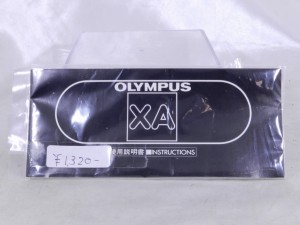 OLYMPUS
XA
使用説明書 ■INSTRUCTIONS
¥1,320-